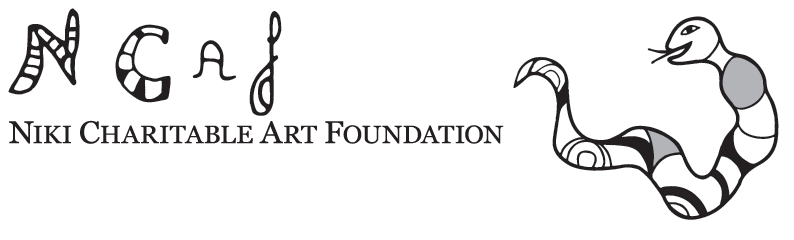 NCAf
NIKI CHARITABLE ART FOUNDATION